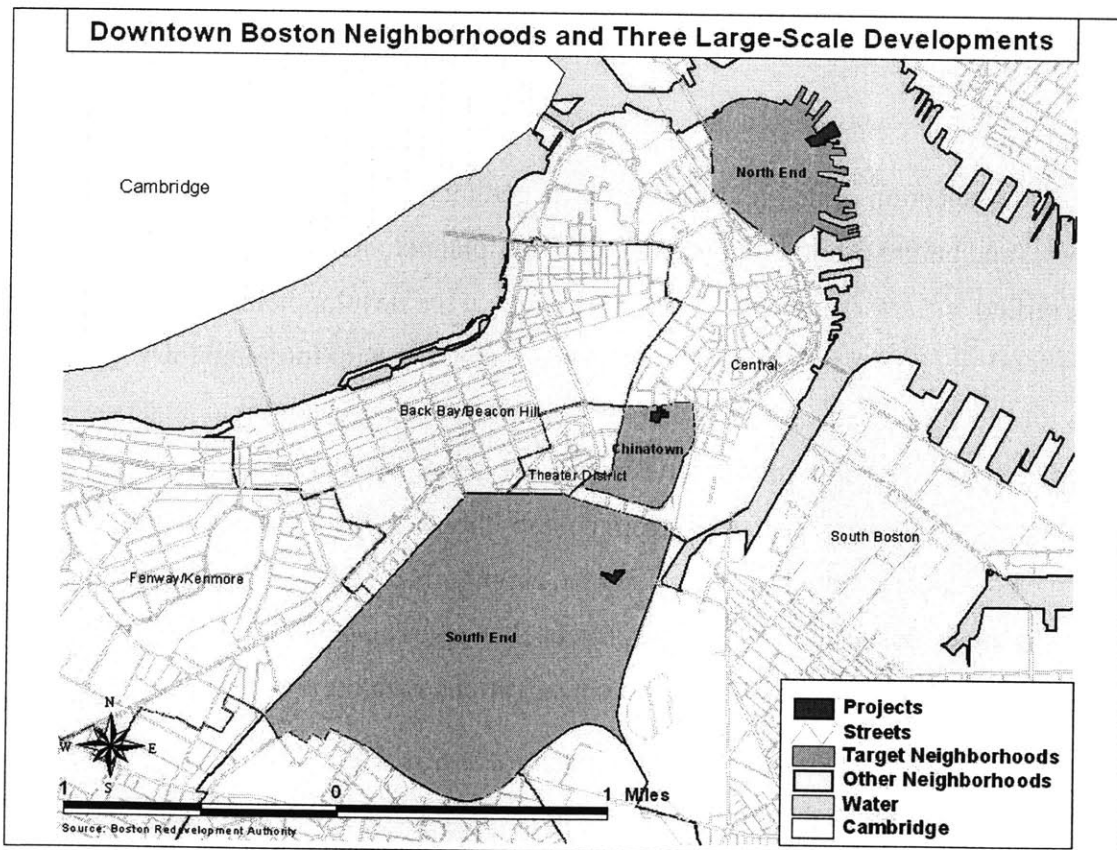 Downtown Boston Neighborhoods and Three Large-Scale Developments
Cambridge
North End
Central
Back Bay/Beacon Hill
Chinatown
Theater District
South Boston
Fenway/Kenmore
South End
N
W E
S
1 0 1 Miles
Source: Boston Redevelopment Authority
Projects
Streets
Target Neighborhoods
Other Neighborhoods
Water
Cambridge